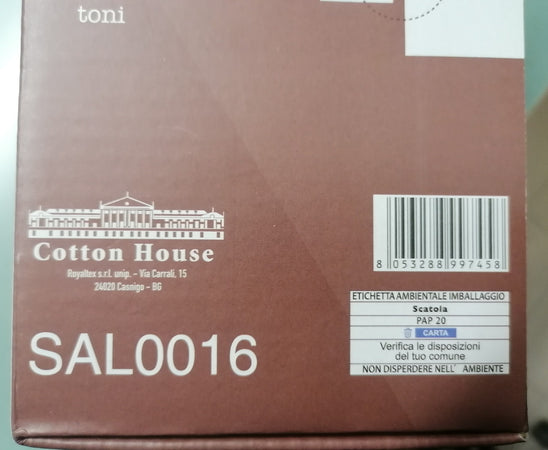 toni
Cotton House
Royaltex s.r.l. unip. - Via Carrali, 15
24020 Casnigo - BG
SAL0016
8 053288 997458
ETICHETTA AMBIENTALE IMBALLAGGIO
Scatola
PAP 20
CARTA
Verifica le disposizioni
del tuo comune
NON DISPERDERE NELL' AMBIENTE